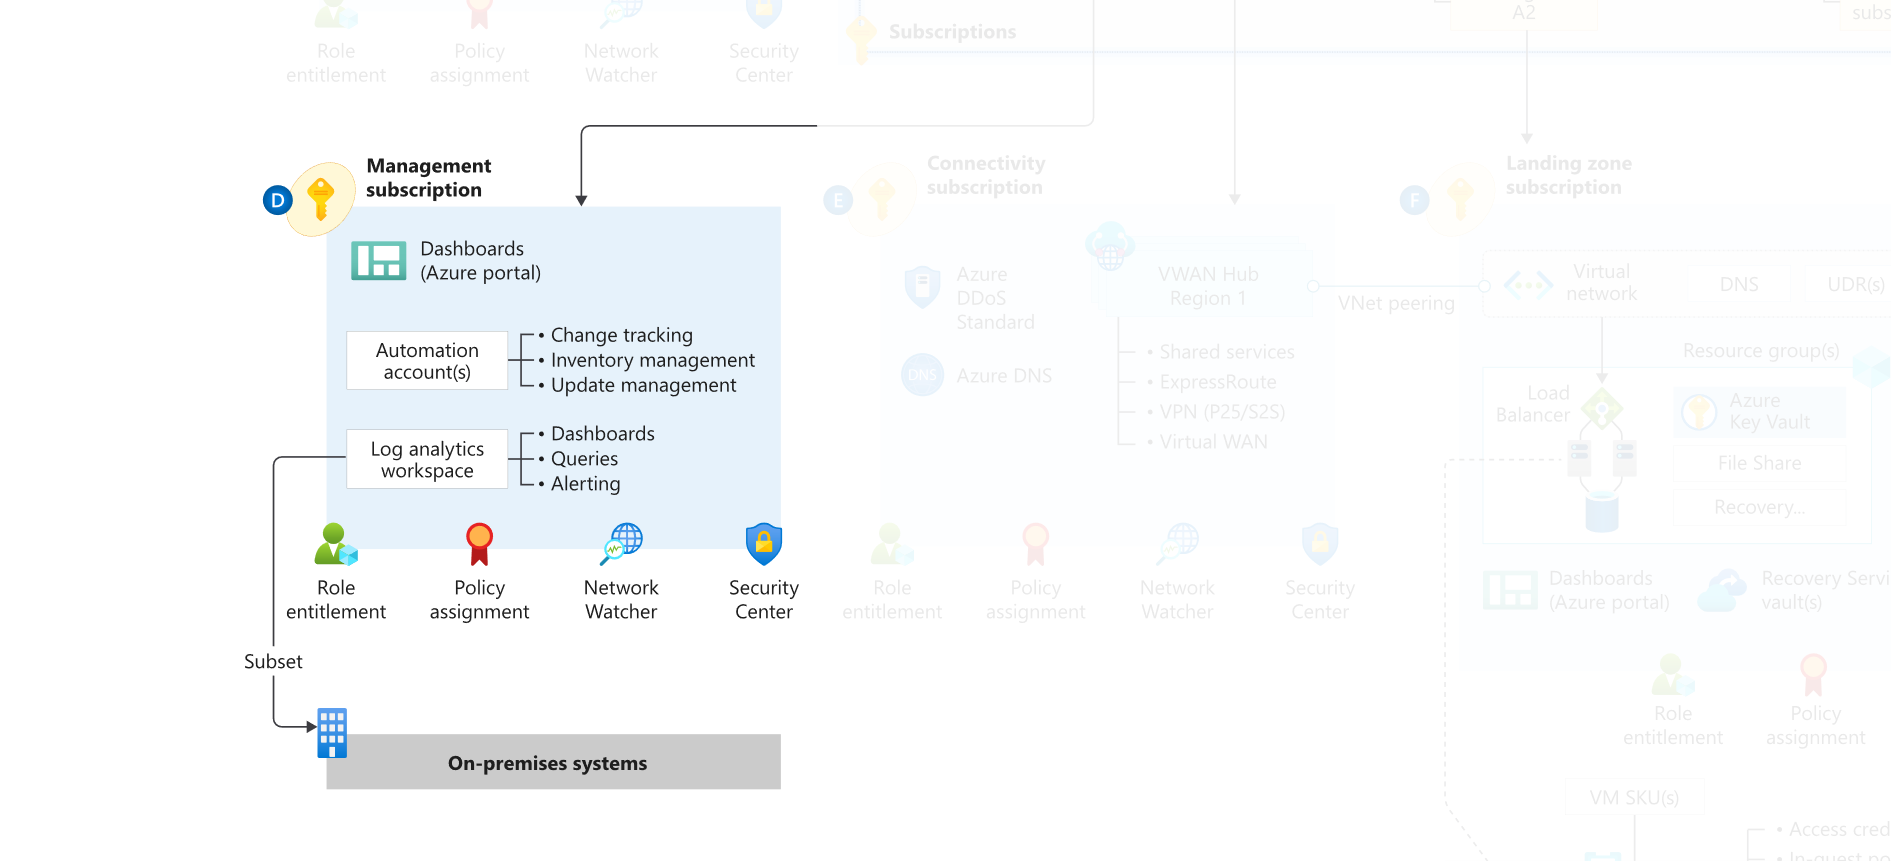 Role
entitlement
Policy
assignment
Network
Watcher
Security
Center
Subscriptions
A2
subs
Management
subscription
D
Dashboards
(Azure portal)
Automation
account(s)
• Change tracking
• Inventory management
• Update management
Log analytics
workspace
• Dashboards
• Queries
• Alerting
Role
entitlement
Policy
assignment
Network
Watcher
Security
Center
Subset
On-premises systems
Connectivity
subscription
E
Azure
DDoS
Standard
DNS
Azure DNS
VWAN Hub
Region 1
• Shared services
• ExpressRoute
• VPN (P25/S2S)
• Virtual WAN
VNet peering
Role
entitlement
Policy
assignment
Network
Watcher
Security
Center
Landing zone
subscription
F
Virtual
network
DNS
UDR(s)
Resource group(s)
Load
Balancer
Azure
Key Vault
File Share
Recovery...
Dashboards
(Azure portal)
Recovery Servi
vault(s)
Role
entitlement
Policy
assignment
VM SKU(s)
• Access cred
• In-guest po